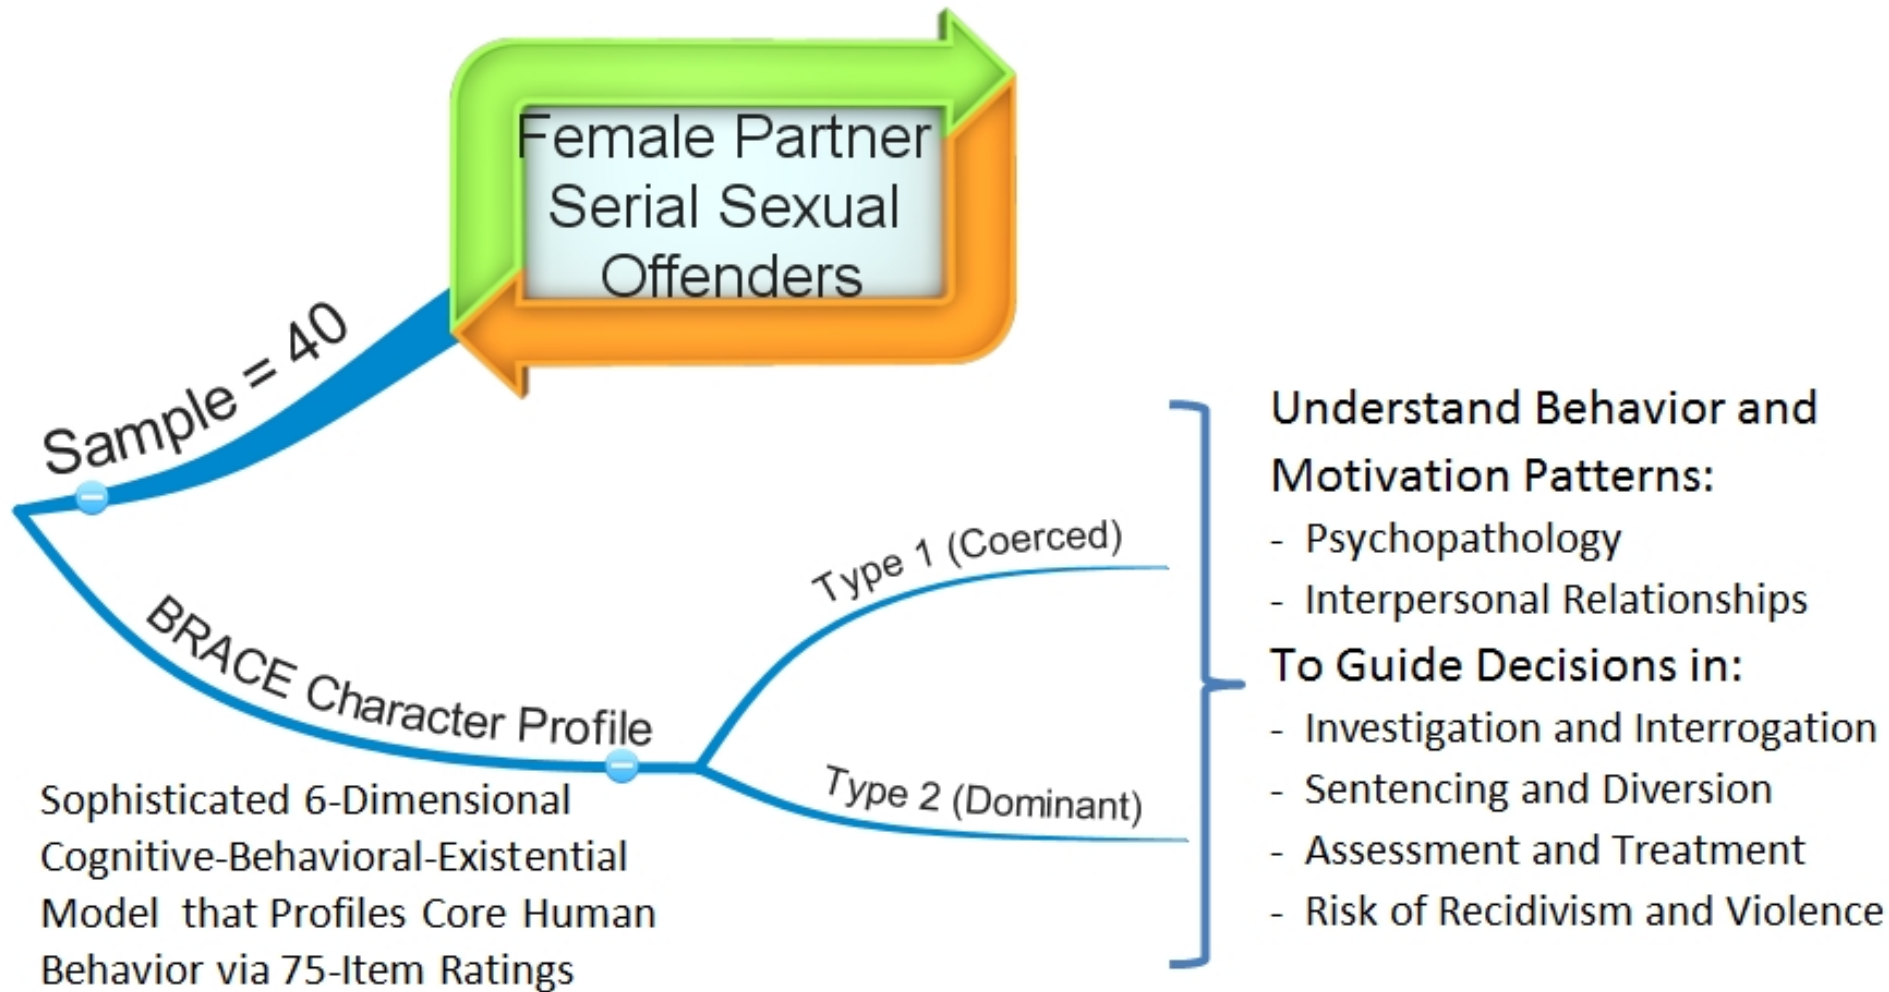 Female Partner
Serial Sexual
Offenders
Sample = 40
BRACE Character Profile
Sophisticated 6-Dimensional
Cognitive-Behavioral-Existential
Model that Profiles Core Human
Behavior via 75-Item Ratings
Type 1 (Coerced)
Type 2 (Dominant)
Understand Behavior and
Motivation Patterns:
- Psychopathology
- Interpersonal Relationships
To Guide Decisions in:
- Investigation and Interrogation
- Sentencing and Diversion
- Assessment and Treatment
- Risk of Recidivism and Violence